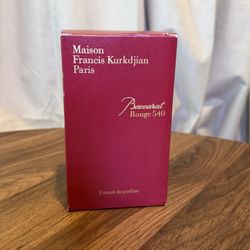 Maison
Francis Kurkdjian
Paris
Baccarat
Rouge 540
Extrait de parfum